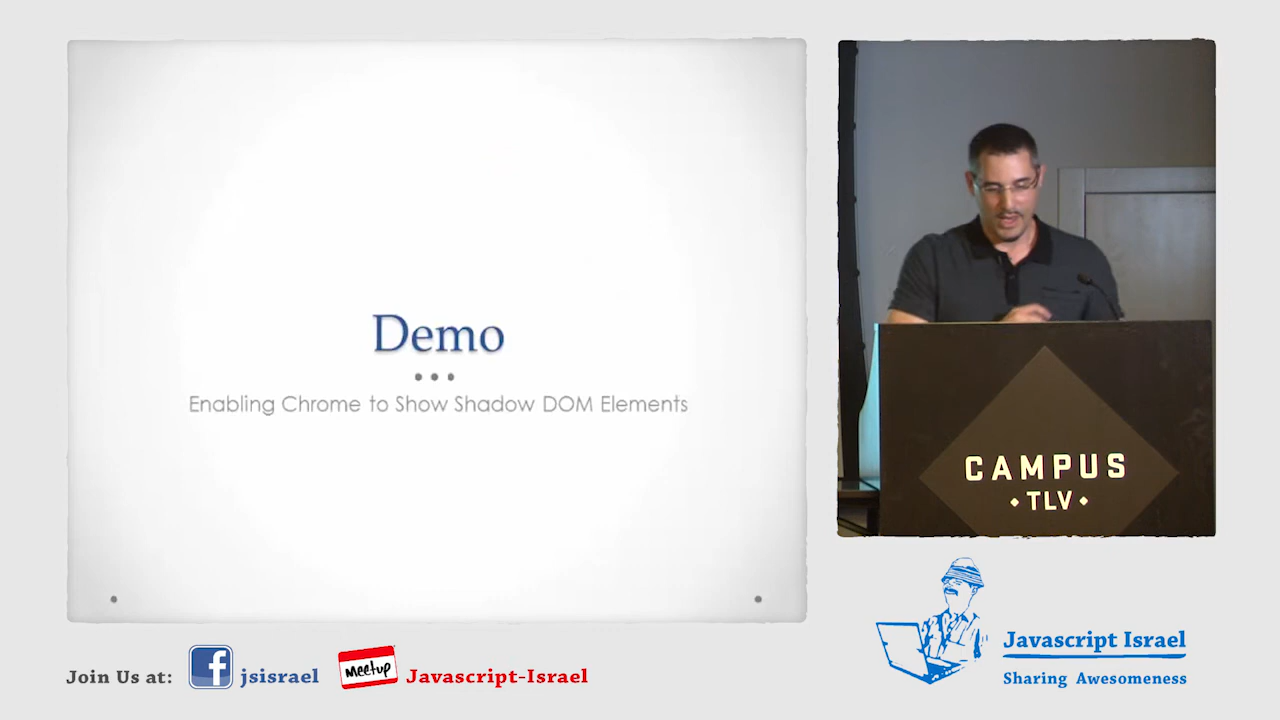 Demo
Enabling Chrome to Show Shadow DOM Elements
CAMPUS
TLV
Join Us at:
f
jsisrael
Meetup
Javascript-Israel
Javascript Israel
Sharing Awesomeness